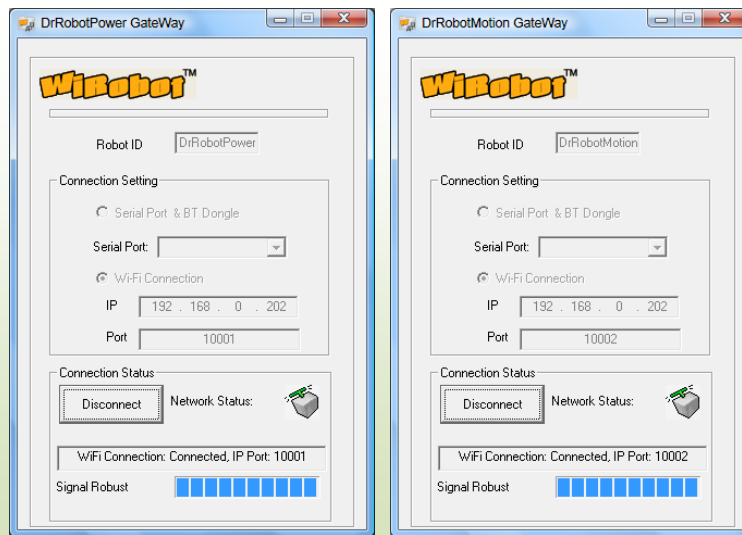 DrRobotPower GateWay
WiRobot™
Robot ID DrRobotPower
Connection Setting
Serial Port & BT Dongle
Serial Port:
Wi-Fi Connection
IP 192 . 168 . 0 . 202
Port 10001
Connection Status
Disconnect Network Status:
WiFi Connection: Connected, IP Port: 10001
Signal Robust
DrRobotMotion GateWay
WiRobot™
Robot ID DrRobotMotion
Connection Setting
Serial Port & BT Dongle
Serial Port:
Wi-Fi Connection
IP 192 . 168 . 0 . 202
Port 10002
Connection Status
Disconnect Network Status:
WiFi Connection: Connected, IP Port: 10002
Signal Robust